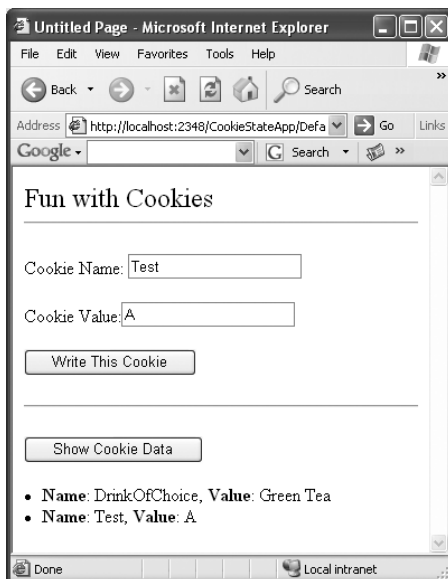 Untitled Page - Microsoft Internet Explorer
File Edit View Favorites Tools Help
Back Search »
Address http://localhost:2348/CookieStateApp/Defa Go Links
Google G Search »
Fun with Cookies
Cookie Name: Test
Cookie Value: A
Write This Cookie
Show Cookie Data
• Name: DrinkOfChoice, Value: Green Tea
• Name: Test, Value: A
Done Local intranet